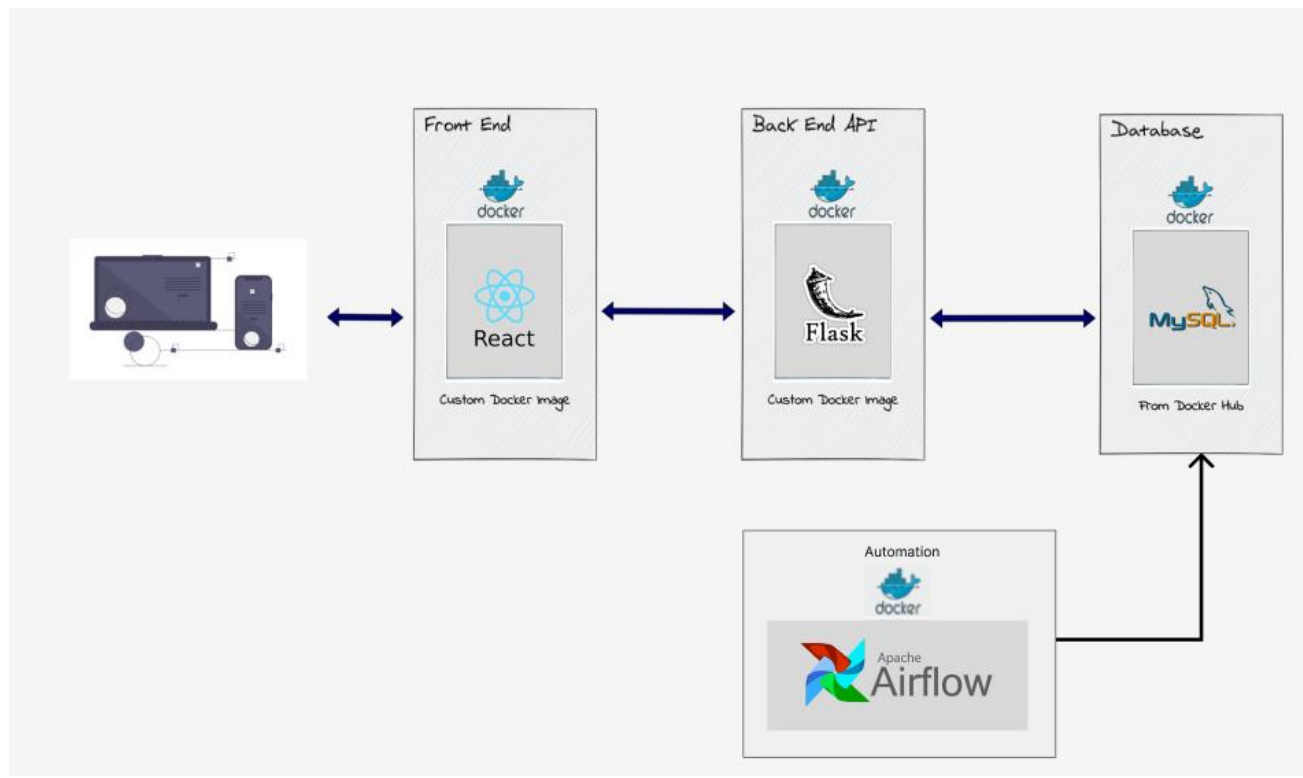 Front End
docker
React
Custom Docker Image
Back End API
docker
Flask
Custom Docker Image
Database
docker
MySQL
From Docker Hub
Automation
docker
Apache
Airflow